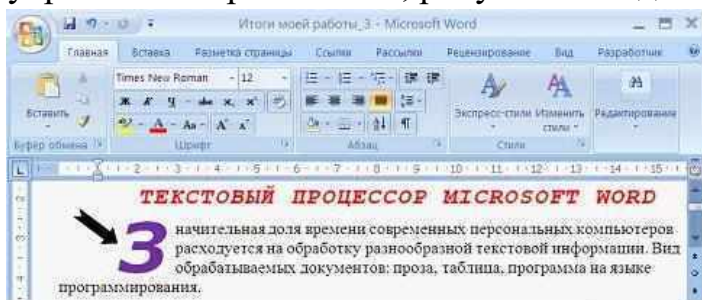 Итоги моей работы_3 - Microsoft Word
Главная Вставка Разметка страницы Ссылки Рассылки Рецензирование Вид Разработчик
Times New Roman 12
Вставить
Экспресс-стили Изменить стили Редактирование
Буфер обмена Шрифт Абзац Стили
ТЕКСТОВЫЙ ПРОЦЕССОР MICROSOFT WORD
Значительная доля времени современных персональных компьютеров
расходуется на обработку разнообразной текстовой информации. Вид
обрабатываемых документов: проза, таблица, программа на языке
программирования.